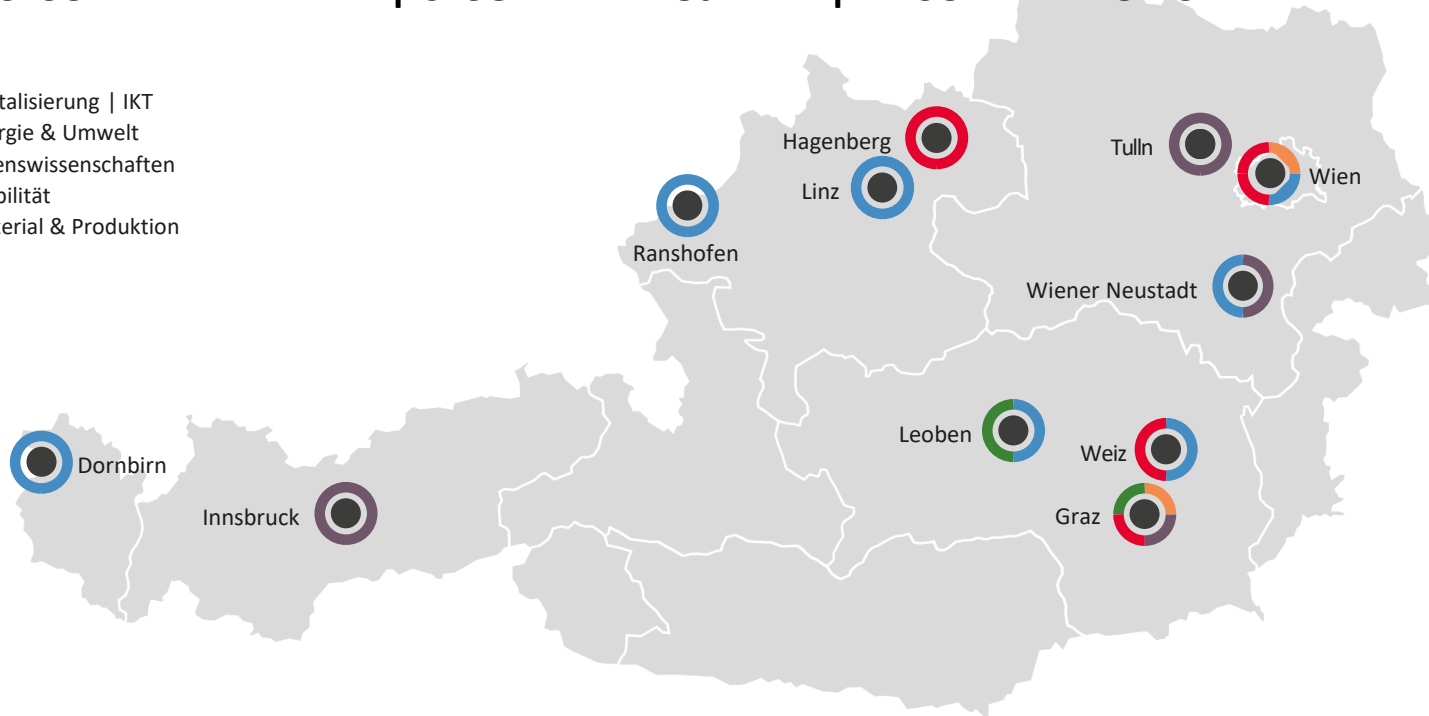 talisierung | IKT
rgie & Umwelt
enswissenschaften
bilität
terial & Produktion
Hagenberg
Tulln
Linz
Wien
Ranshofen
Wiener Neustadt
Leoben
Weiz
Dornbirn
Innsbruck
Graz